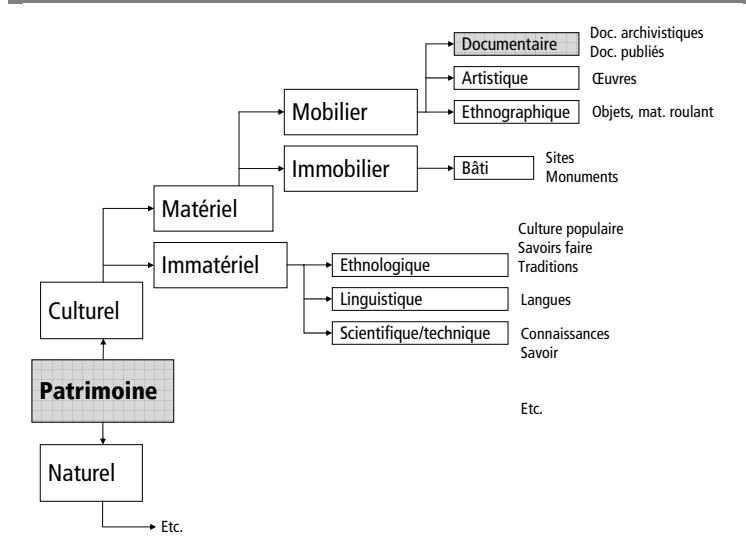 Documentaire
Doc. archivistiques
Doc. publiés
Artistique
Œuvres
Mobilier
Ethnographique
Objets, mat. roulant
Immobilier
Bâti
Sites
Monuments
Matériel
Culture populaire
Savoirs faire
Traditions
Immatériel
Ethnologique
Linguistique
Langues
Culturel
Scientifique/technique
Connaissances
Savoir
Patrimoine
Etc.
Naturel
Etc.